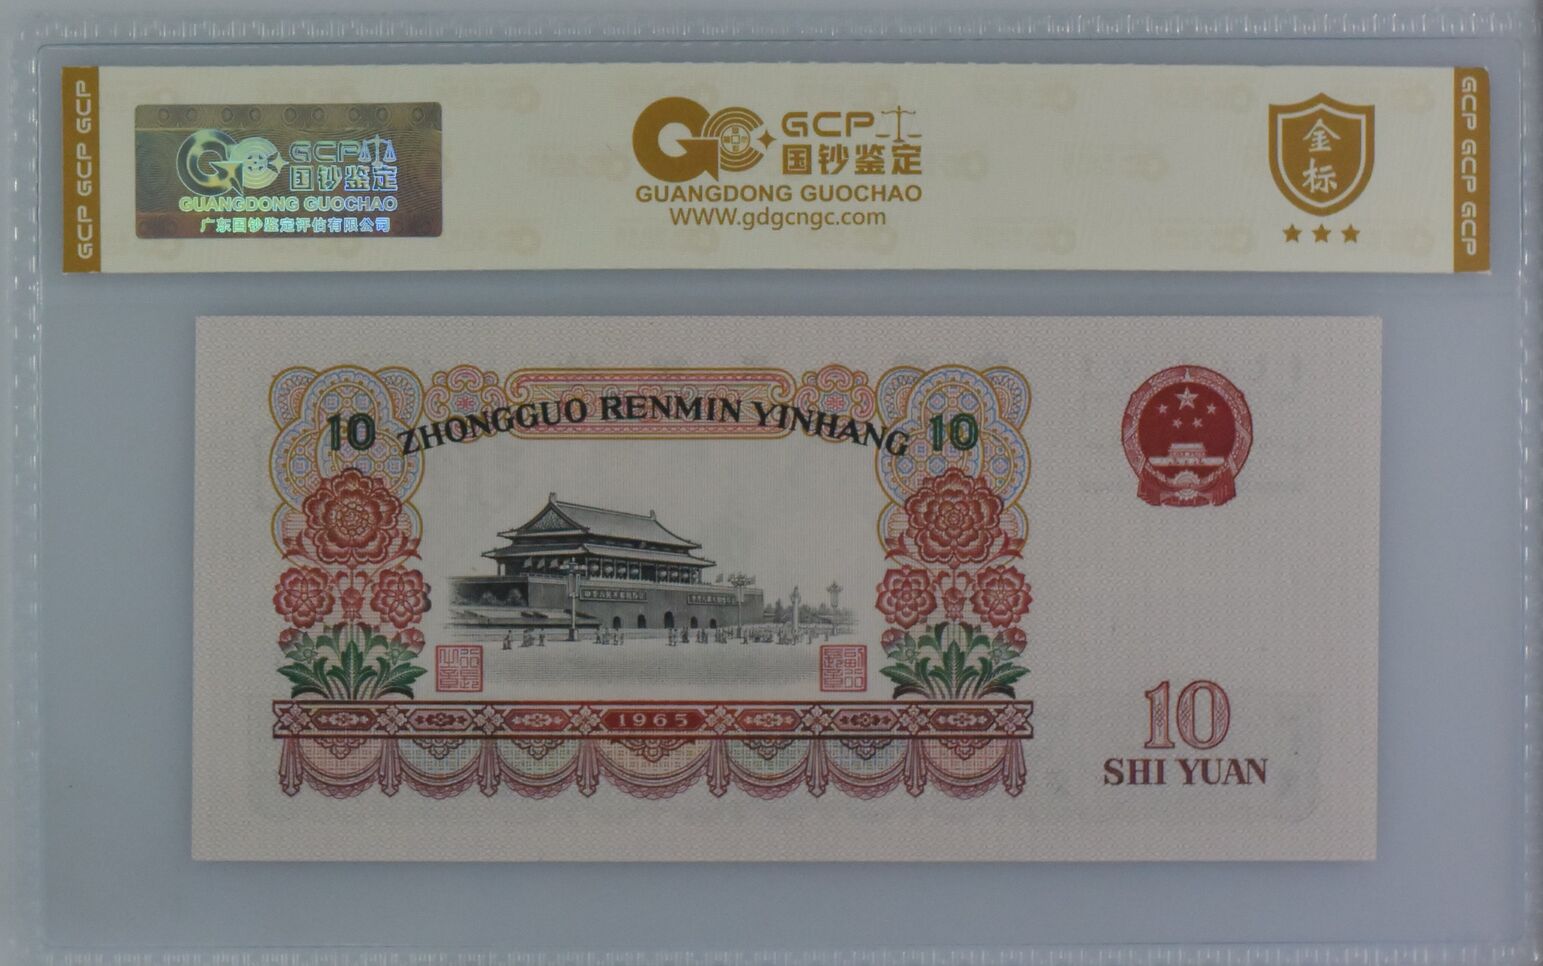 GCP GCP GCP
GCP
国钞鉴定
GUANGDONG GUOCHAO
广东国钞鉴定评估有限公司
GCP
国钞鉴定
GUANGDONG GUOCHAO
WWW.gdgcngc.com
金标
GCP GCP GCP
10
ZHONGGUO RENMIN YINHANG
10
1965
10
SHI YUAN